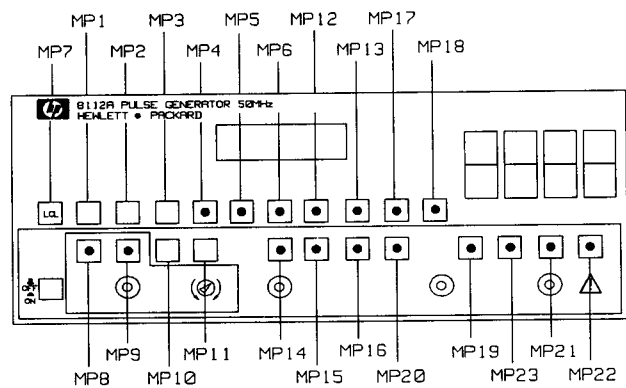 MP1 MP3 MP5 MP12 MP17
MP7 MP2 MP4 MP6 MP13 MP18
hp 8112A PULSE GENERATOR 50MHz
HEWLETT • PACKARD
LCL
MP9 MP11 MP14 MP16 MP19 MP21
MP8 MP10 MP15 MP20 MP23 MP22